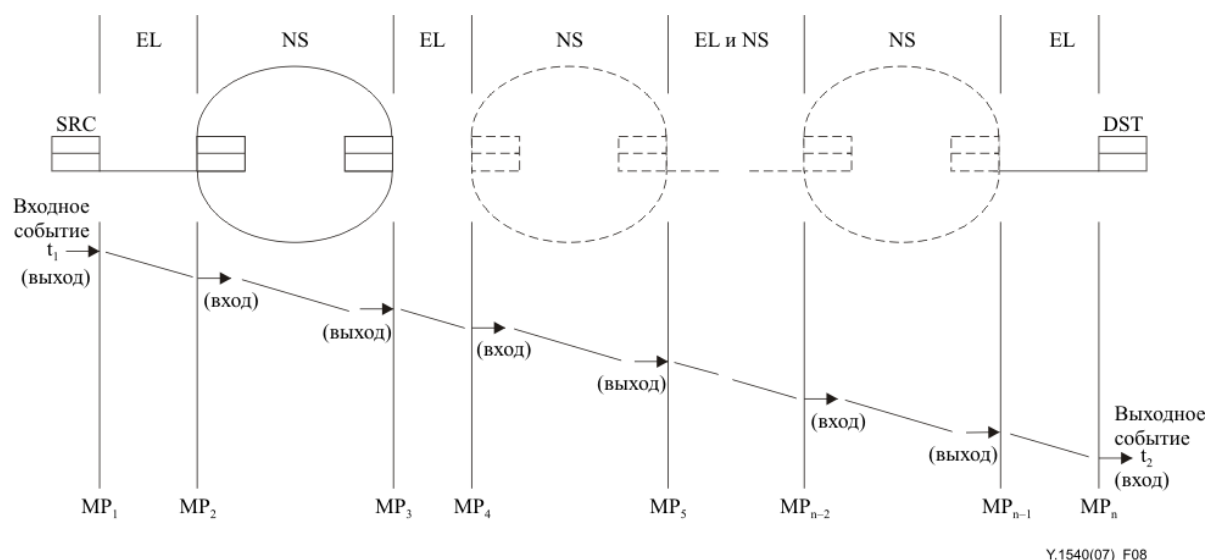 EL NS EL NS EL и NS NS EL
SRC
DST
Входное
событие
t1
(выход)
(вход)
(выход)
(вход)
(выход)
(вход)
(выход)
Выходное
событие
t2
(вход)
MP1 MP2 MP3 MP4 MP5 MPn–2 MPn–1 MPn
Y.1540(07)_F08